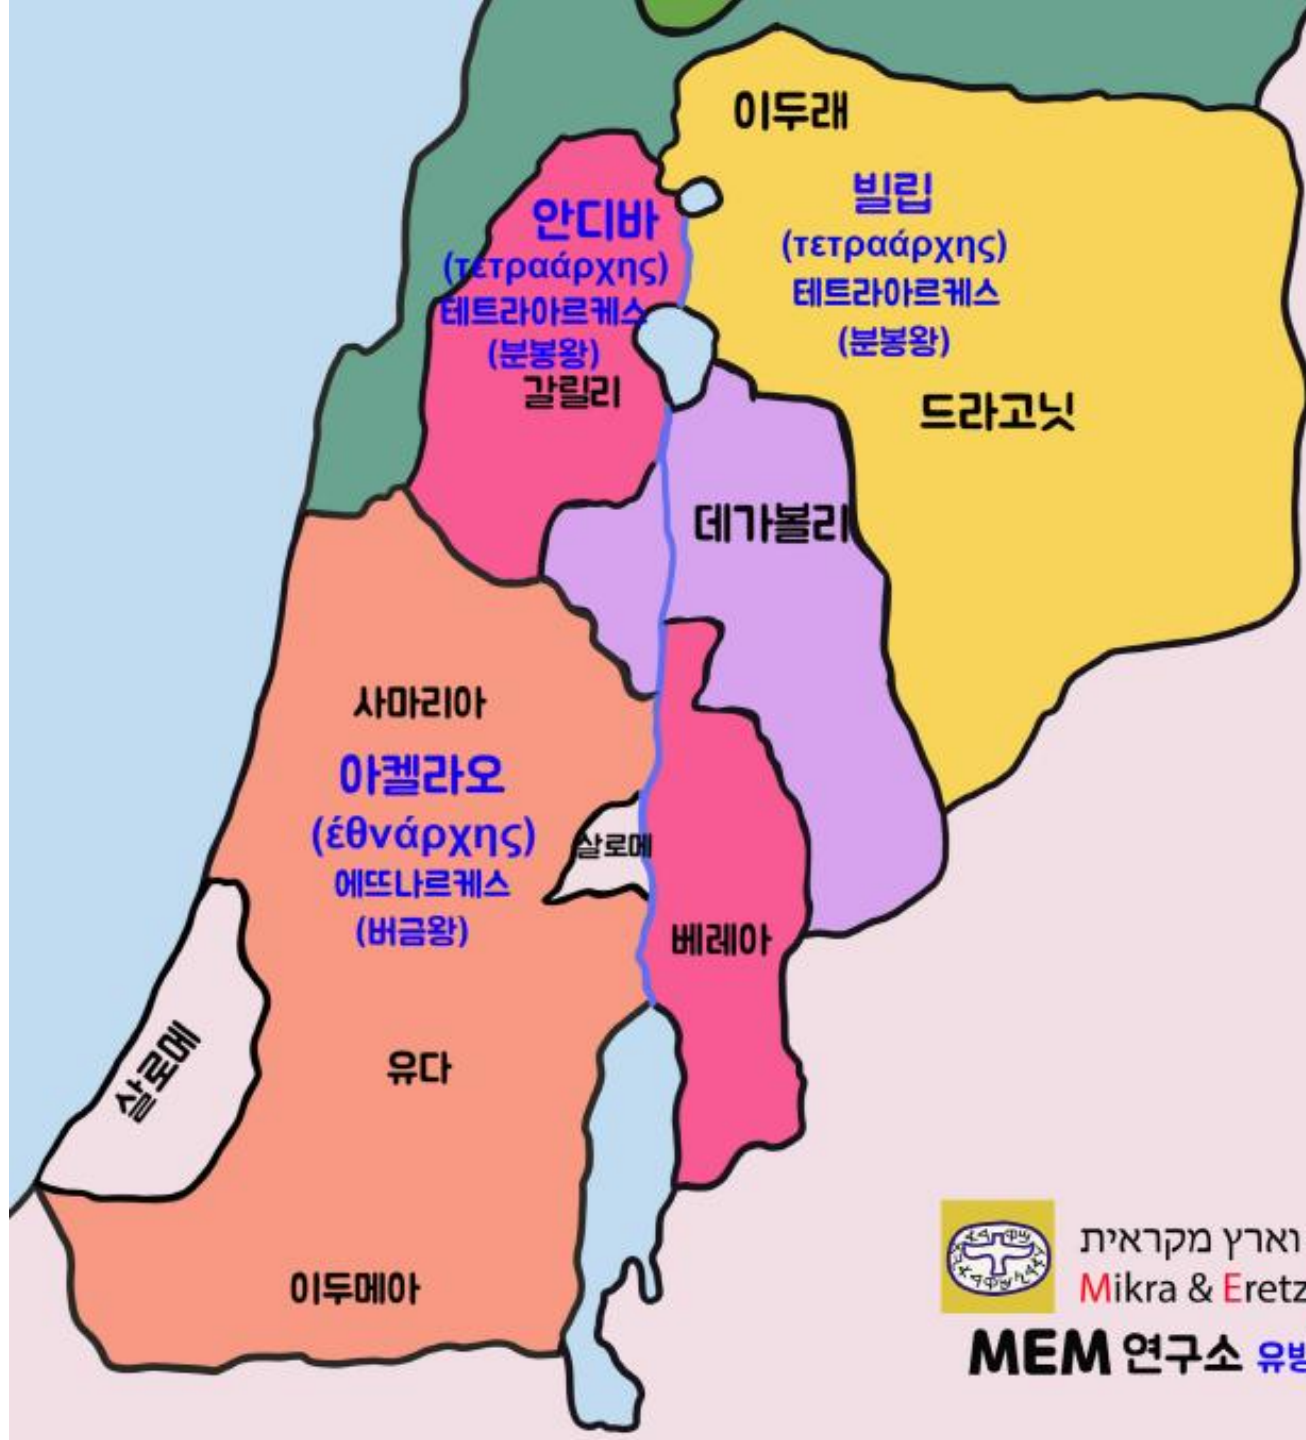 이두래
빌립
(τετραάρχης)
테트라아르케스
(분봉왕)
드라고닛
안디바
(τετραάρχης)
테트라아르케스
(분봉왕)
갈릴리
데가볼리
사마리아
아켈라오
(έθνάρχης)
에뜨나르케스
(버금왕)
살로메
베레아
살로메
유다
이두메아
וארץ מקראית
Mikra & Eretz
MEM 연구소